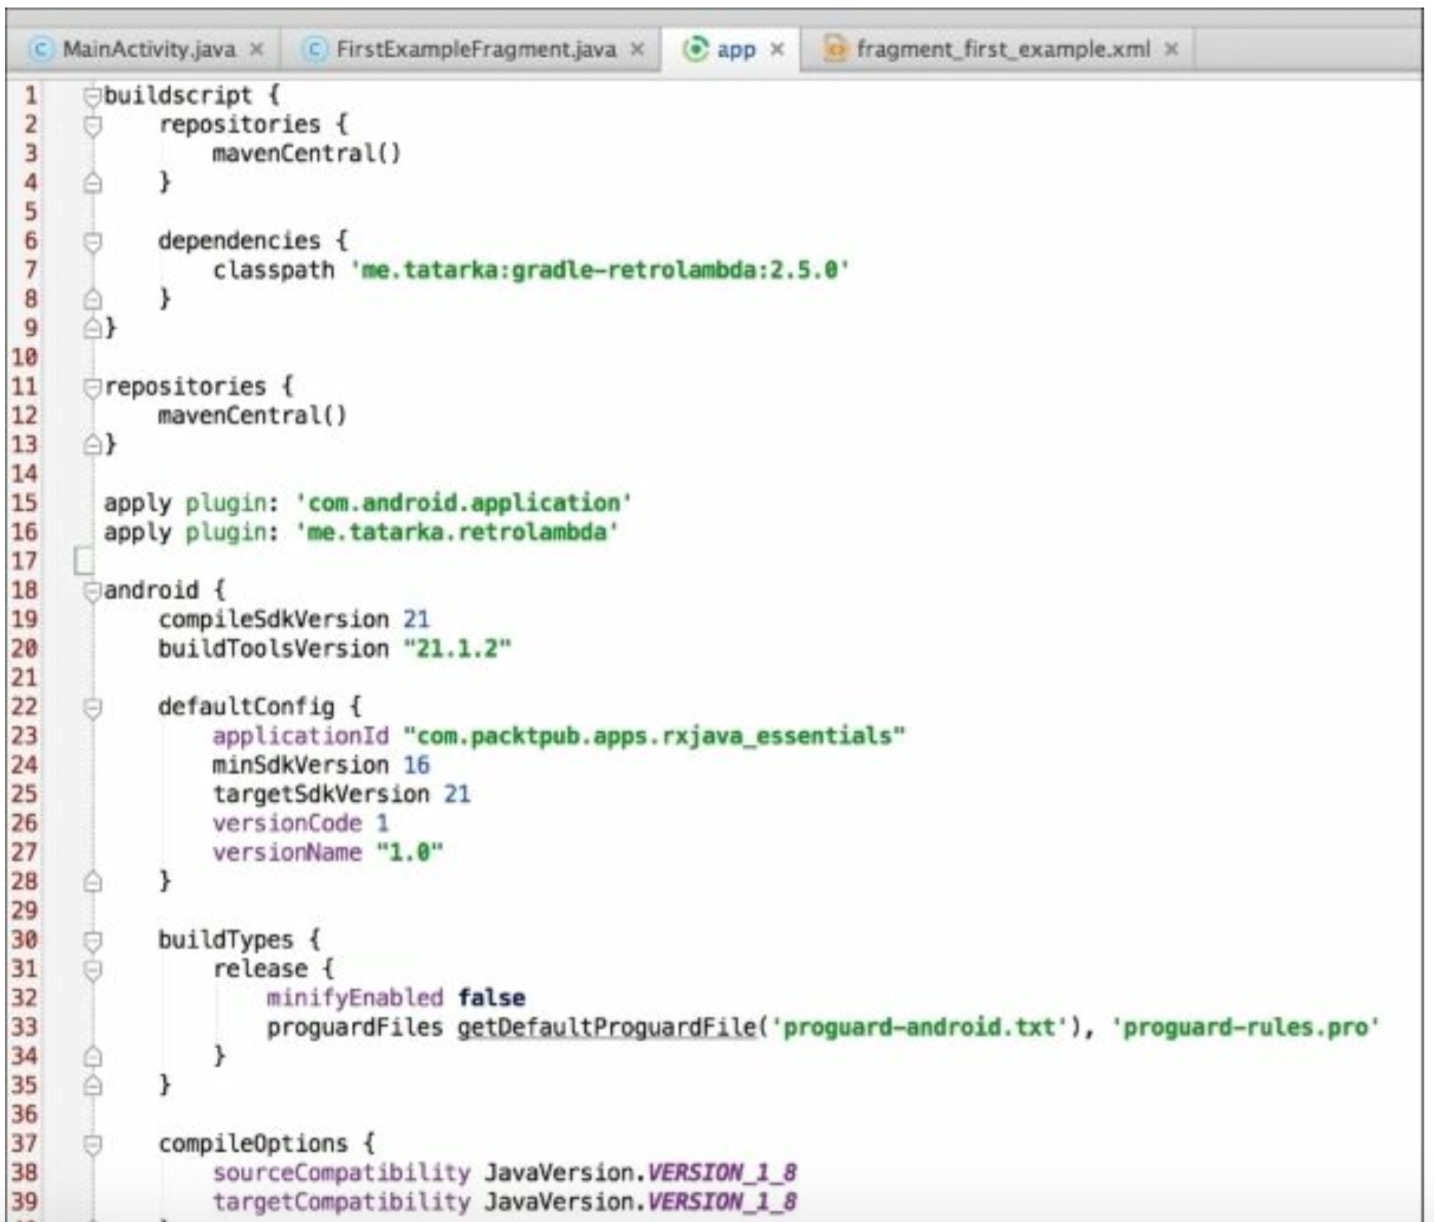 MainActivity.java × FirstExampleFragment.java × app × fragment_first_example.xml ×
1 buildscript {
2     repositories {
3         mavenCentral()
4     }
5
6     dependencies {
7         classpath 'me.tatarka:gradle-retrolambda:2.5.0'
8     }
9 }
10
11 repositories {
12     mavenCentral()
13 }
14
15 apply plugin: 'com.android.application'
16 apply plugin: 'me.tatarka.retrolambda'
17
18 android {
19     compileSdkVersion 21
20     buildToolsVersion "21.1.2"
21
22     defaultConfig {
23         applicationId "com.packtpub.apps.rxjava_essentials"
24         minSdkVersion 16
25         targetSdkVersion 21
26         versionCode 1
27         versionName "1.0"
28     }
29
30     buildTypes {
31         release {
32             minifyEnabled false
33             proguardFiles getDefaultProguardFile('proguard-android.txt'), 'proguard-rules.pro'
34         }
35     }
36
37     compileOptions {
38         sourceCompatibility JavaVersion.VERSION_1_8
39         targetCompatibility JavaVersion.VERSION_1_8